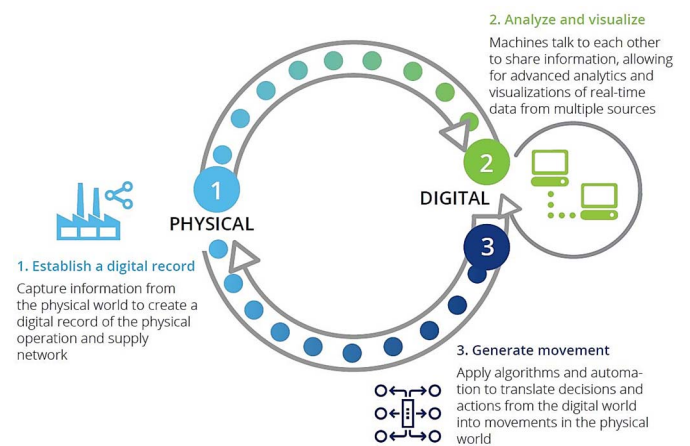 2. Analyze and visualize
Machines talk to each other
to share information, allowing
for advanced analytics and
visualizations of real-time
data from multiple sources
1
PHYSICAL
2
DIGITAL
3
1. Establish a digital record
Capture information from
the physical world to create a
digital record of the physical
operation and supply
network
3. Generate movement
Apply algorithms and automa-
tion to translate decisions and
actions from the digital world
into movements in the physical
world